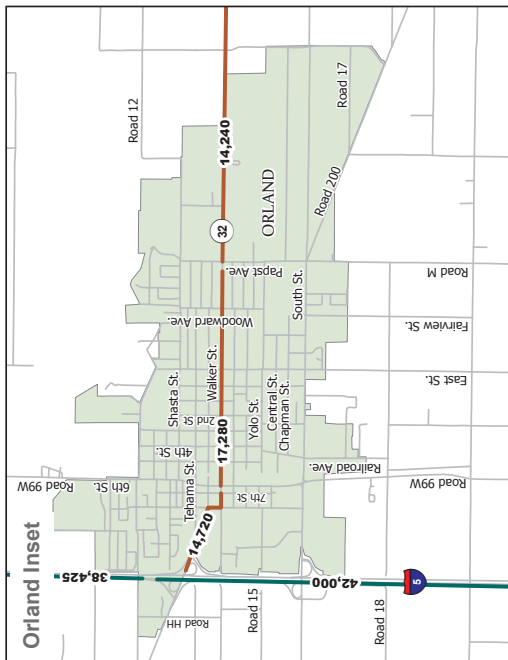 Orland Inset
38,425
Road HH
Road 15
42,000
Road 18
5
14,720
Road 99W
6th St.
Tehama St.
7th St
Railroad Ave.
Road 99W
4th St.
2nd St
Shasta St.
Walker St.
17,280
Yolo St.
Central St.
Chapman St.
East St.
Woodward Ave.
Fairview St.
Papst Ave.
South St.
Road M
32
ORLAND
Road 200
14,240
Road 12
Road 17